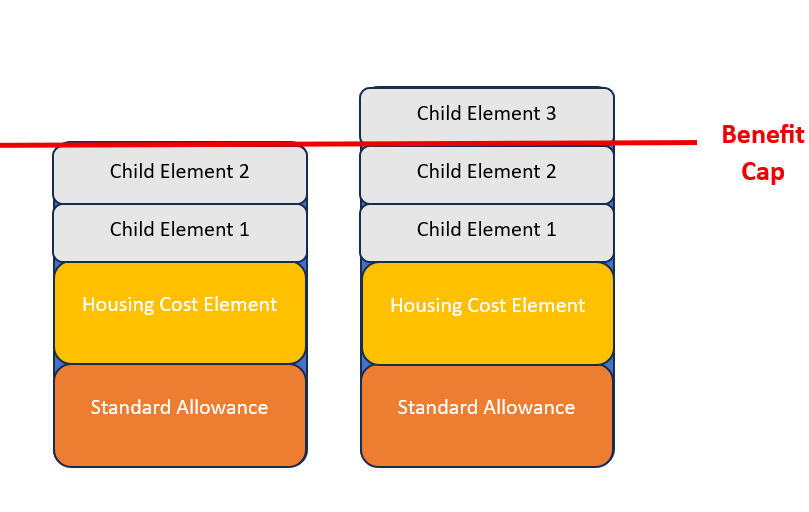 Child Element 3
Benefit
Cap
Child Element 2
Child Element 2
Child Element 1
Child Element 1
Housing Cost Element
Housing Cost Element
Standard Allowance
Standard Allowance